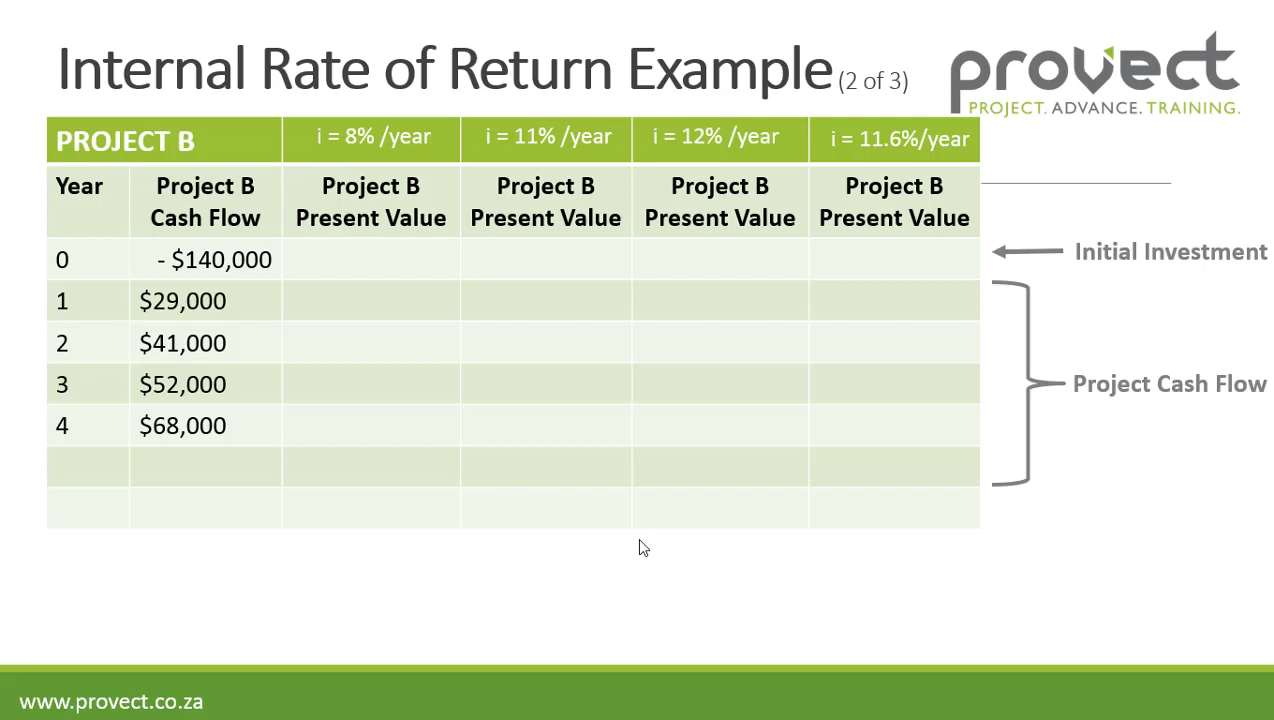 Internal Rate of Return Example (2 of 3)
provect
PROJECT. ADVANCE. TRAINING.
PROJECT B i = 8% /year i = 11% /year i = 12% /year i = 11.6%/year
Year Project B Project B Project B Project B Project B
Cash Flow Present Value Present Value Present Value Present Value
0 - $140,000
Initial Investment
1 $29,000
2 $41,000
3 $52,000
Project Cash Flow
4 $68,000
www.provect.co.za